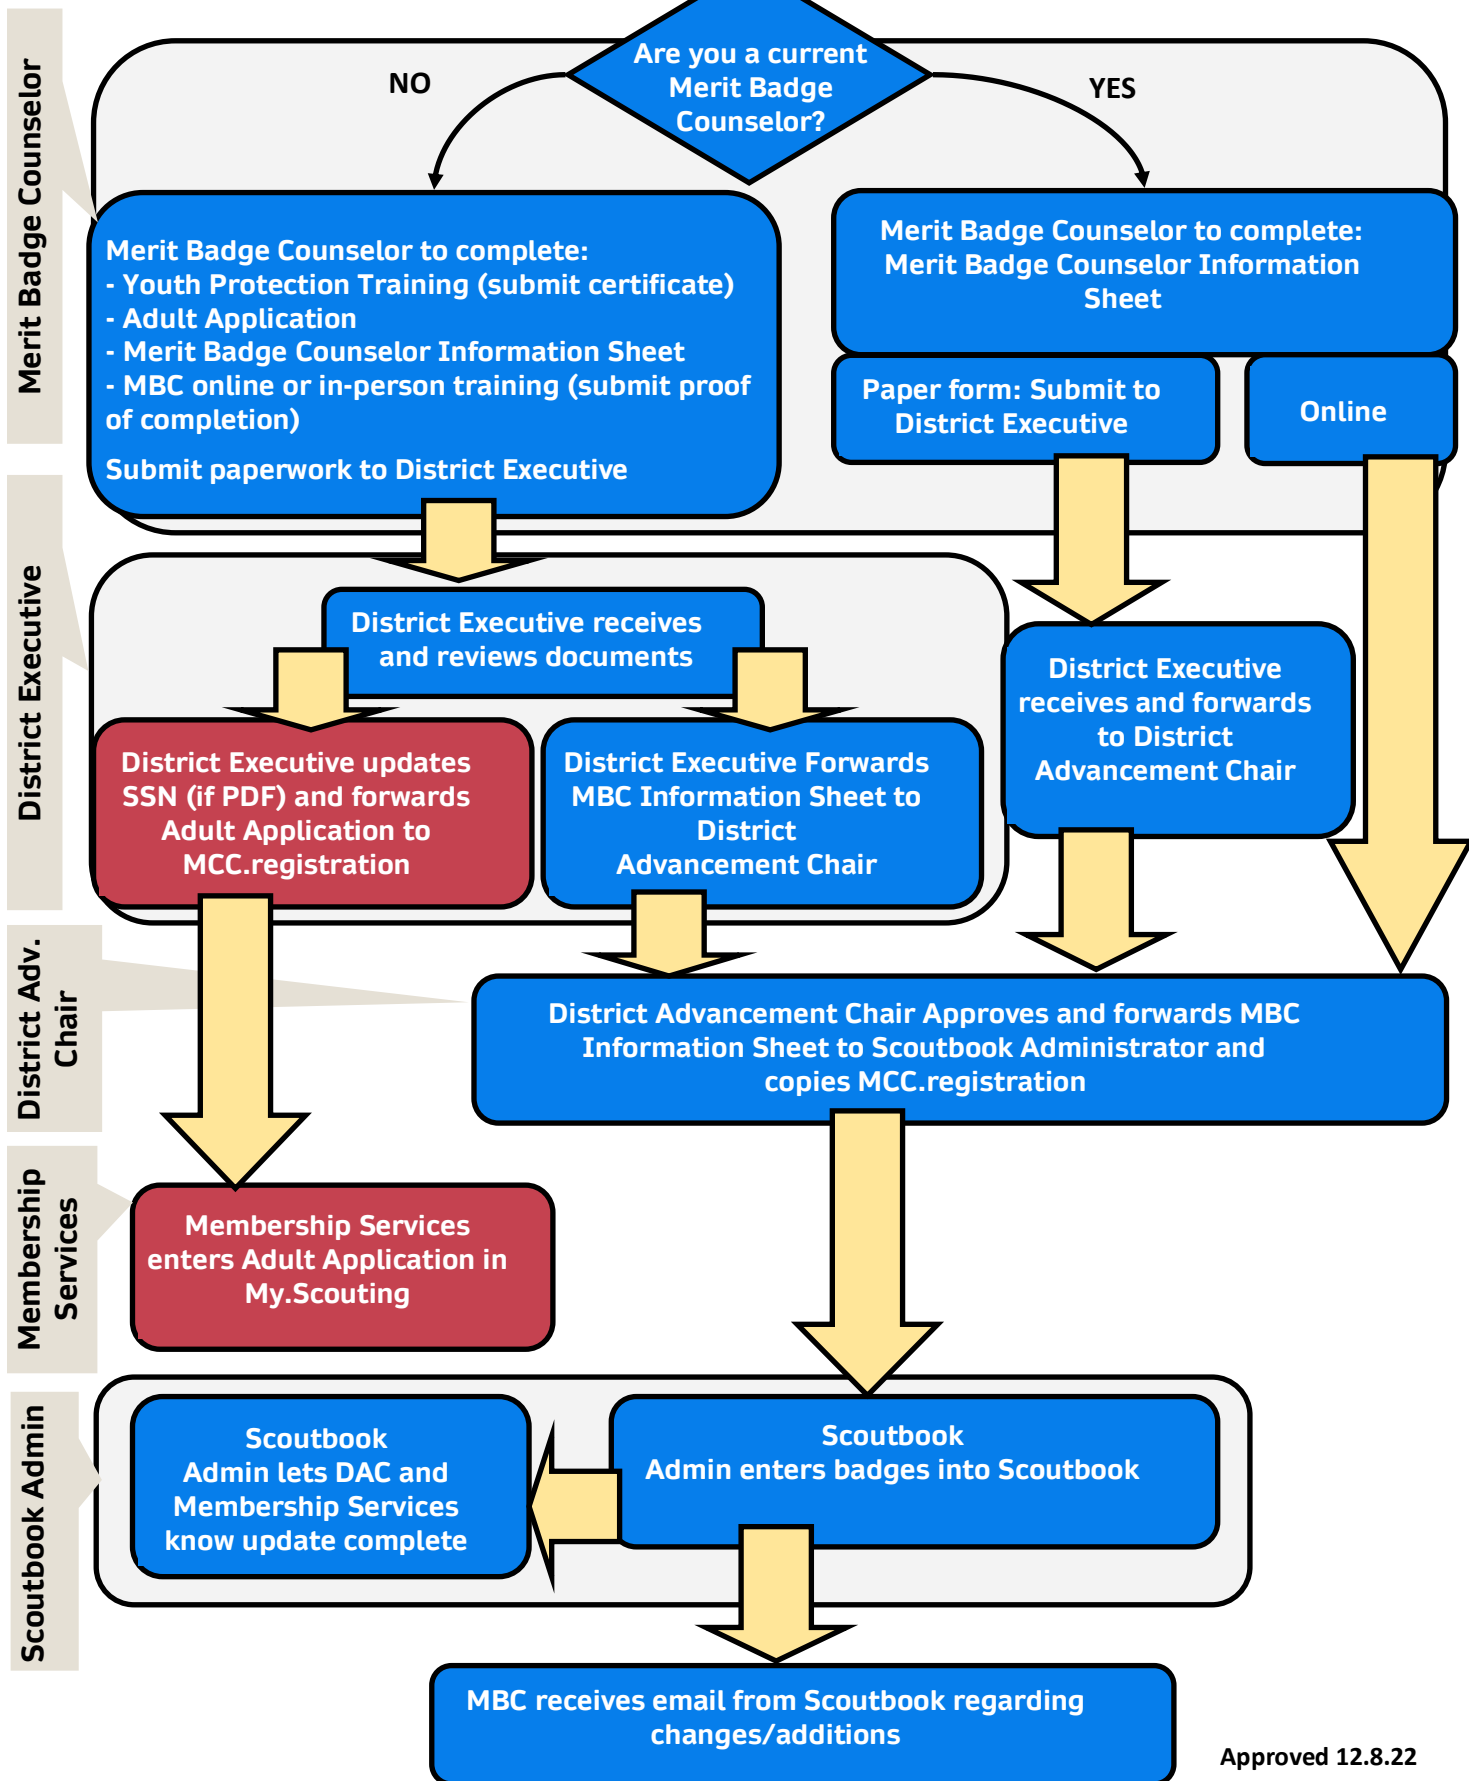 Are you a current
Merit Badge
Counselor?
NO
YES
Merit Badge Counselor
Merit Badge Counselor to complete:
- Youth Protection Training (submit certificate)
- Adult Application
- Merit Badge Counselor Information Sheet
- MBC online or in-person training (submit proof
of completion)
Submit paperwork to District Executive
Merit Badge Counselor to complete:
Merit Badge Counselor Information
Sheet
Paper form: Submit to
District Executive
Online
District Executive
District Executive receives
and reviews documents
District Executive updates
SSN (if PDF) and forwards
Adult Application to
MCC.registration
District Executive Forwards
MBC Information Sheet to
District
Advancement Chair
District Executive
receives and forwards
to District
Advancement Chair
District Adv.
Chair
District Advancement Chair Approves and forwards MBC
Information Sheet to Scoutbook Administrator and
copies MCC.registration
Membership
Services
Membership Services
enters Adult Application in
My.Scouting
Scoutbook Admin
Scoutbook
Admin lets DAC and
Membership Services
know update complete
Scoutbook
Admin enters badges into Scoutbook
MBC receives email from Scoutbook regarding
changes/additions
Approved 12.8.22